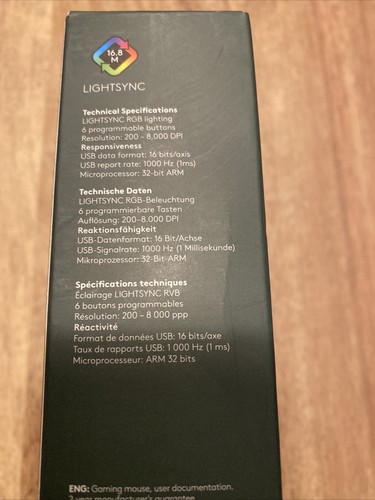 16,8
M
LIGHTSYNC
Technical Specifications
LIGHTSYNC RGB lighting
6 programmable buttons
Resolution: 200 – 8,000 DPI
Responsiveness
USB data format: 16 bits/axis
USB report rate: 1000 Hz (1ms)
Microprocessor: 32-bit ARM
Technische Daten
LIGHTSYNC RGB-Beleuchtung
6 programmierbare Tasten
Auflösung: 200–8.000 DPI
Reaktionsfähigkeit
USB-Datenformat: 16 Bit/Achse
USB-Signalrate: 1000 Hz (1 Millisekunde)
Mikroprozessor: 32-Bit-ARM
Spécifications techniques
Éclairage LIGHTSYNC RVB
6 boutons programmables
Résolution: 200 – 8 000 ppp
Réactivité
Format de données USB: 16 bits/axe
Taux de rapports USB: 1 000 Hz (1 ms)
Microprocesseur: ARM 32 bits
ENG: Gaming mouse, user documentation.
2-year manufacturer's guarantee